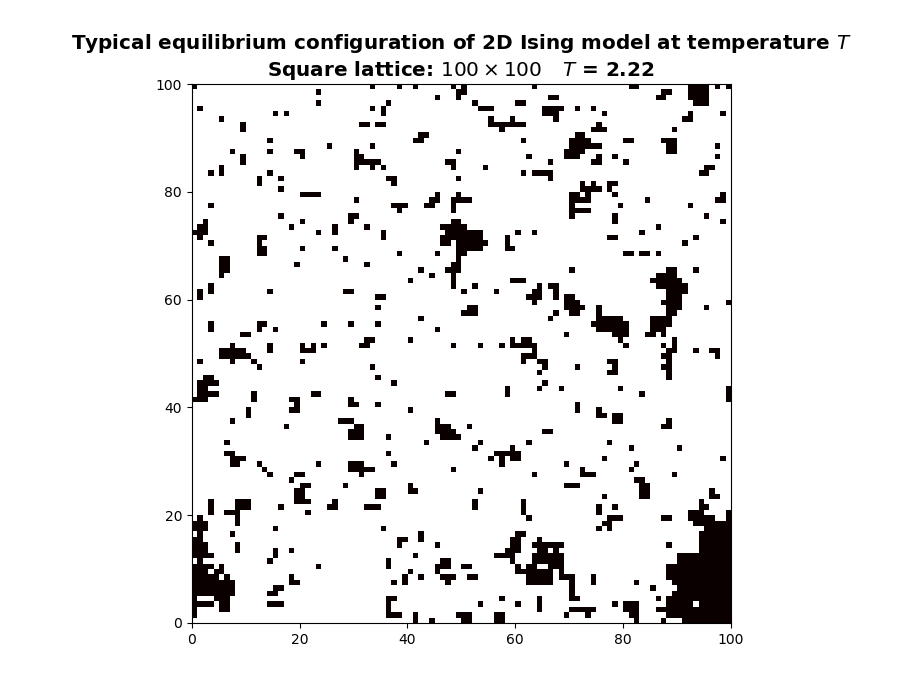 Typical equilibrium configuration of 2D Ising model at temperature T
Square lattice: 100 × 100 T = 2.22
100
80
60
40
20
0
0 20 40 60 80 100